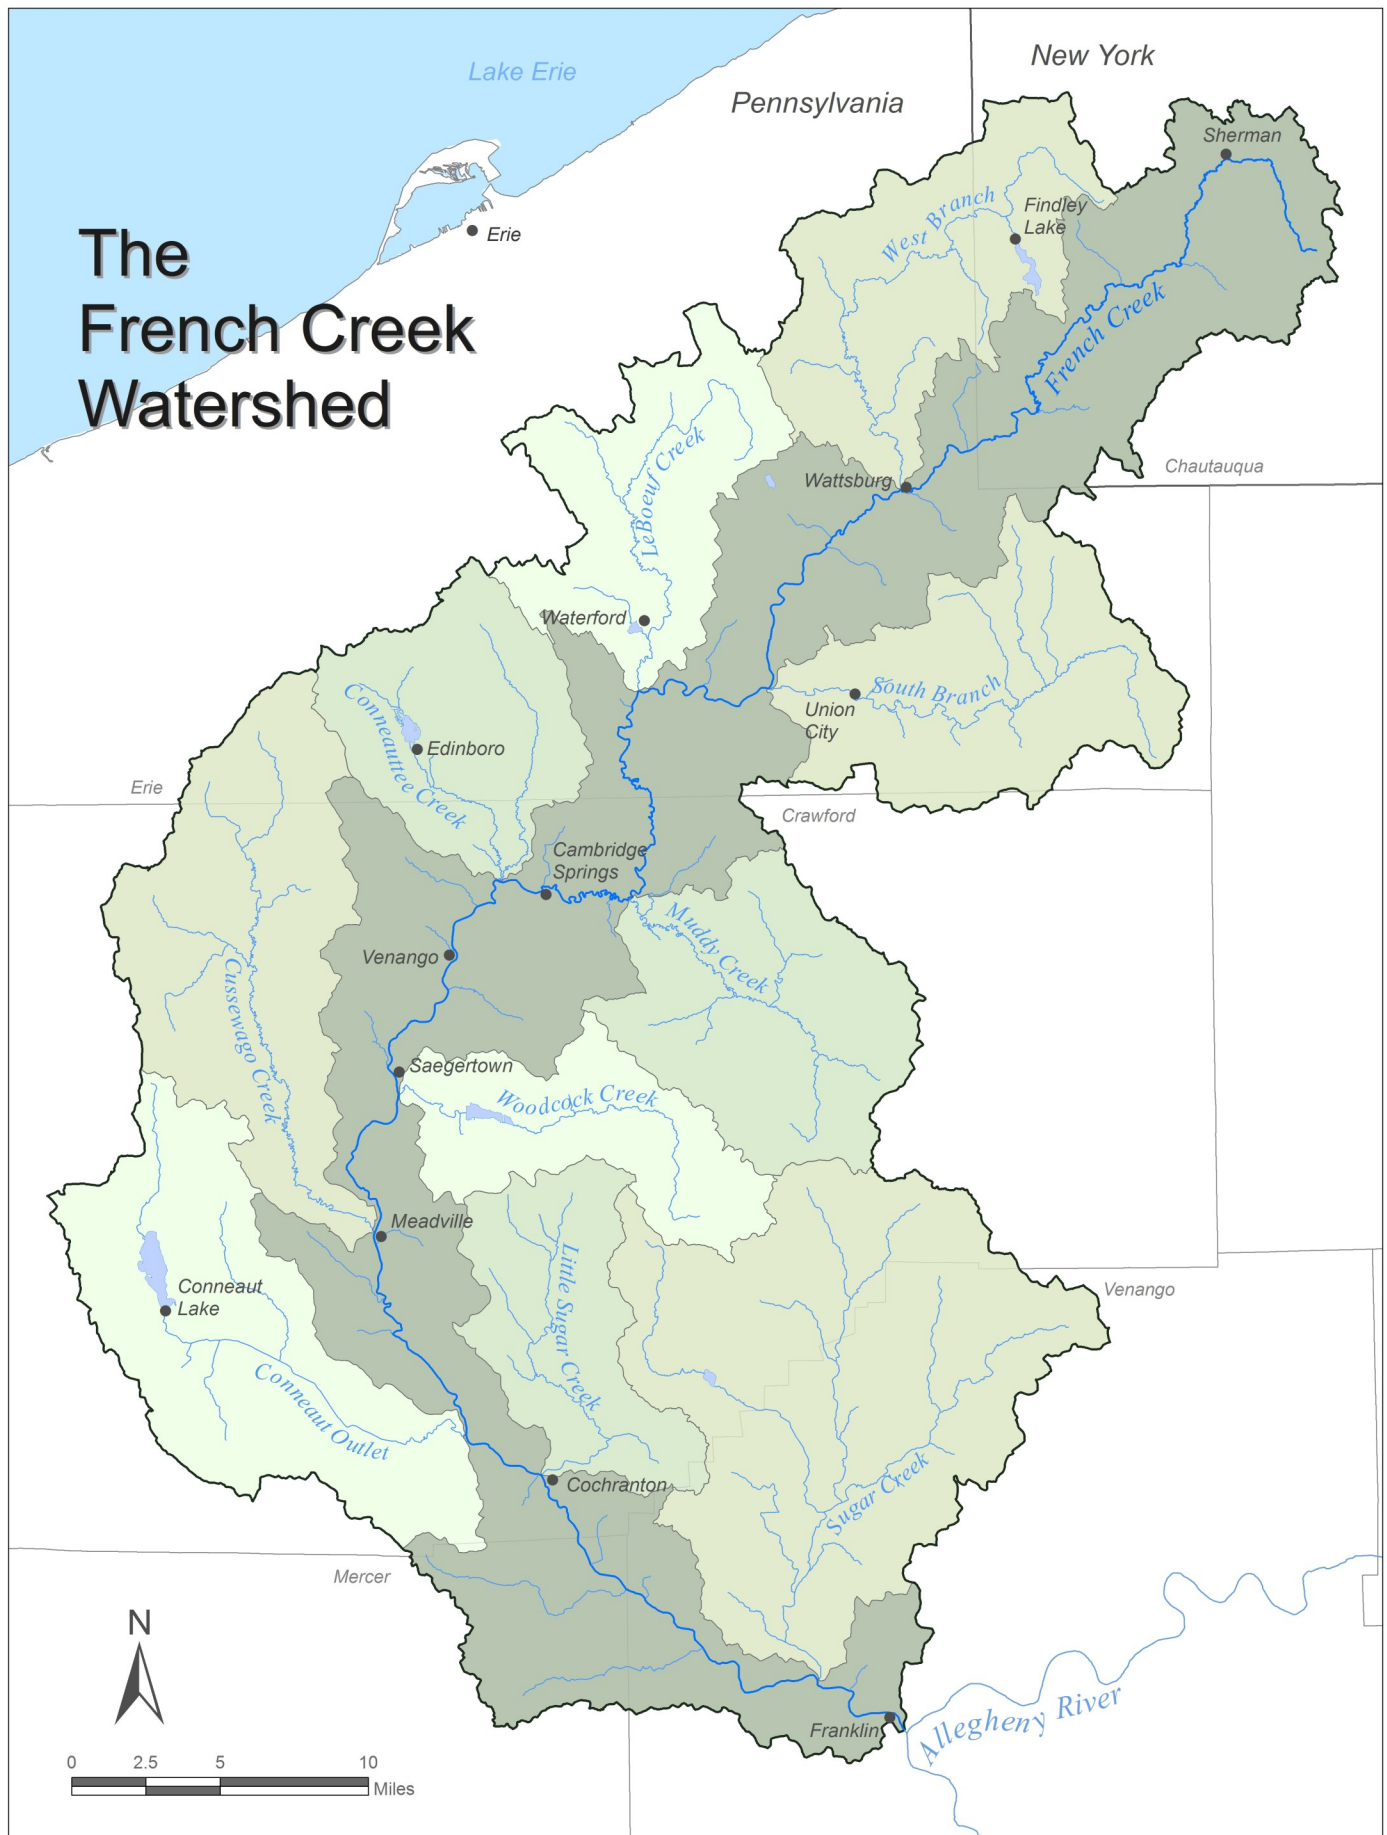 Lake Erie
New York
Pennsylvania
Sherman
West Branch
Findley
Lake
Erie
The
French Creek
Watershed
French Creek
LeBoeuf Creek
Chautauqua
Wattsburg
Waterford
South Branch
Union
City
Conneauttee Creek
Edinboro
Erie
Crawford
Cambridge
Springs
Muddy Creek
Venango
Cussewago Creek
Saegertown
Woodcock Creek
Meadville
Little Sugar Creek
Conneaut
Lake
Venango
Conneaut Outlet
Sugar Creek
Cochranton
Mercer
N
Allegheny River
Franklin
0 2.5 5 10
Miles